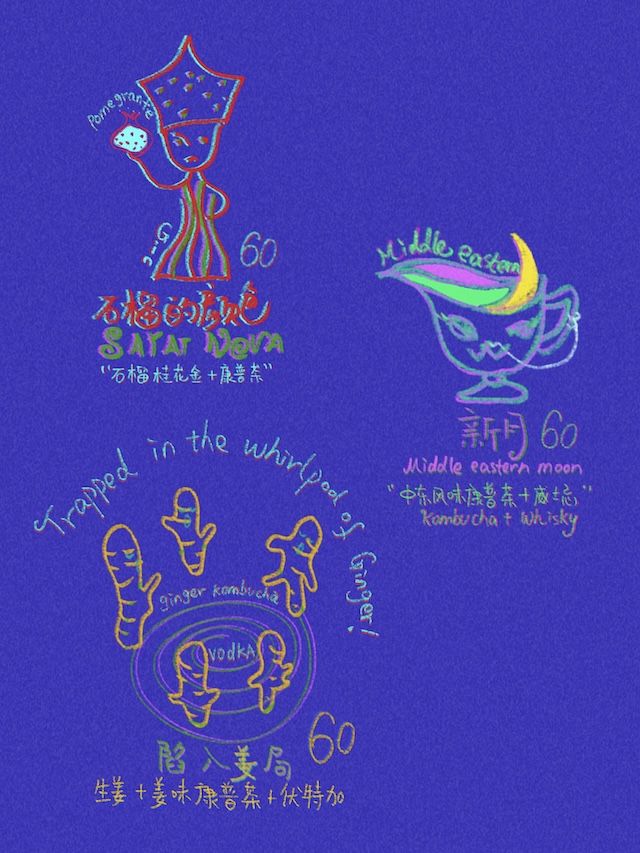 Pomegrante
Gin
60
石榴的颜色
SAYAT NOVA
“石榴桂花金+康普茶”
Middle eastern
新月 60
Middle eastern moon
“中东风味康普茶+威士忌”
Kombucha + Whisky
Trapped in the whirlpool of Ginger!
ginger kombucha
VODKA
60
陷入姜局
生姜+姜味康普茶+伏特加